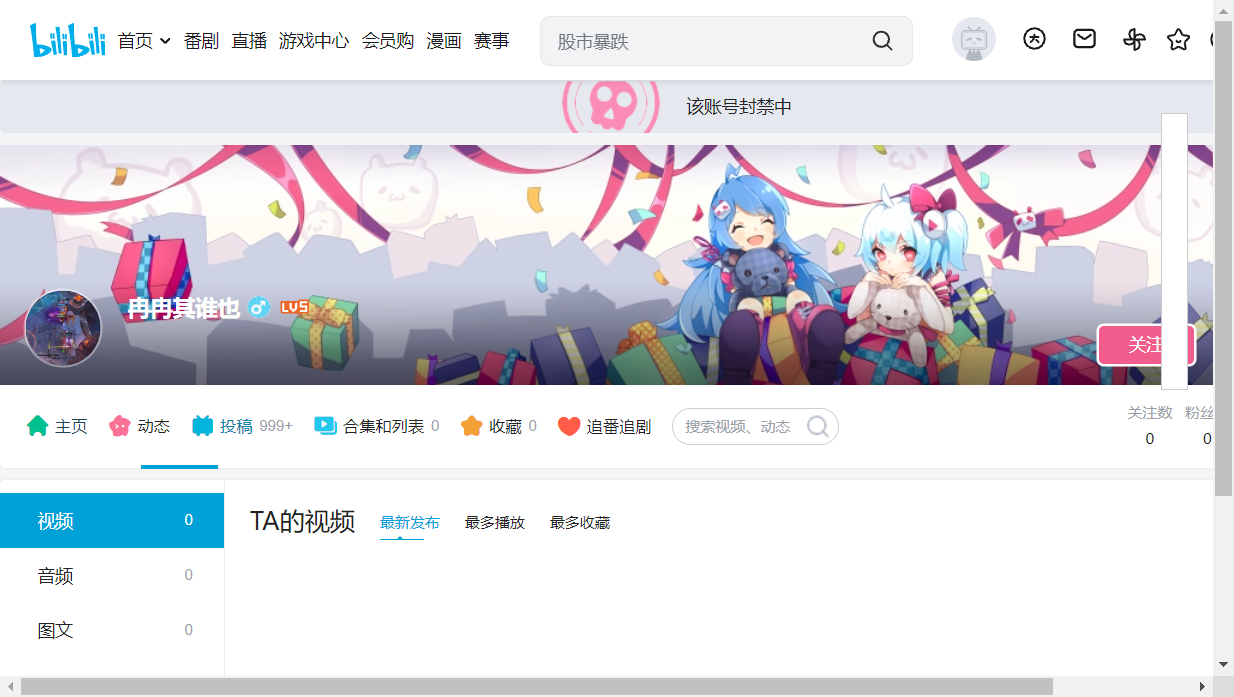 bilibili 首页 番剧 直播 游戏中心 会员购 漫画 赛事 股市暴跌
该账号封禁中
冉冉其谁也 LV5
关注
主页 动态 投稿 999+ 合集和列表 0 收藏 0 追番追剧 搜索视频、动态 关注数 粉丝
0 0
视频 0
TA的视频 最新发布 最多播放 最多收藏
音频 0
图文 0